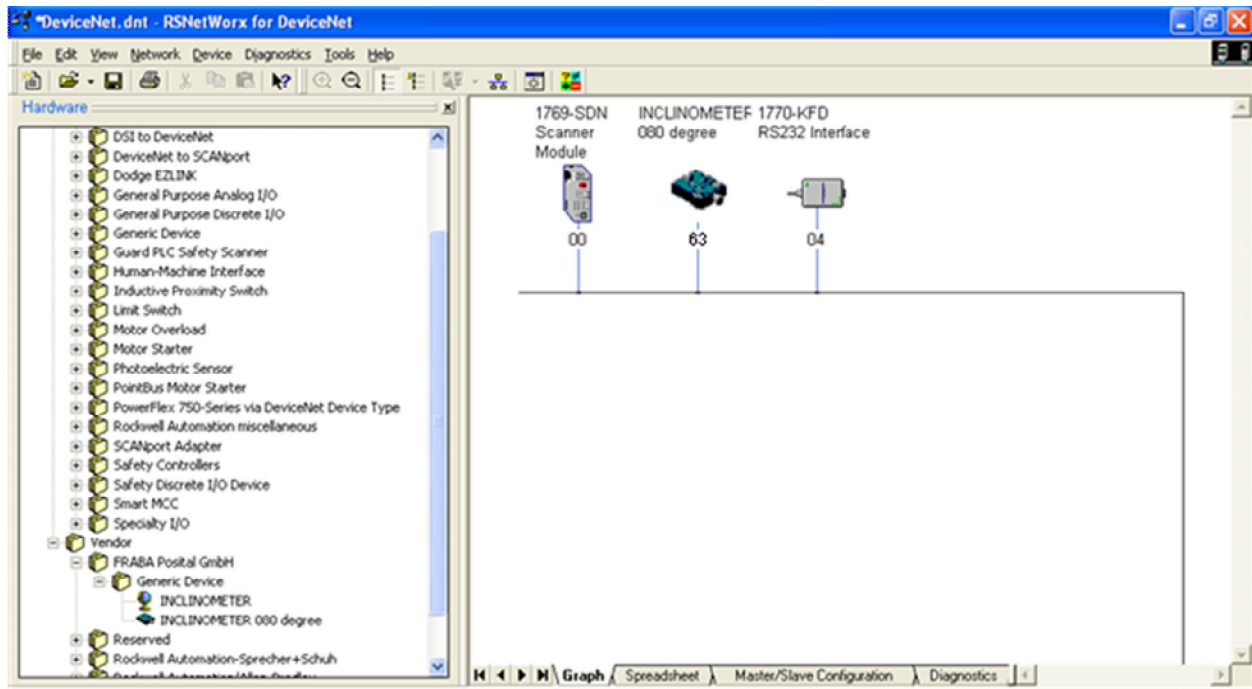 *DeviceNet.dnt - RSNetWorx for DeviceNet
File Edit View Network Device Diagnostics Tools Help
Hardware
DSI to DeviceNet
DeviceNet to SCANport
Dodge EZLINK
General Purpose Analog I/O
General Purpose Discrete I/O
Generic Device
Guard PLC Safety Scanner
Human-Machine Interface
Inductive Proximity Switch
Limit Switch
Motor Overload
Motor Starter
Photoelectric Sensor
PointBus Motor Starter
PowerFlex 750-Series via DeviceNet Device Type
Rockwell Automation miscellaneous
SCANport Adapter
Safety Controllers
Safety Discrete I/O Device
Smart MCC
Specialty I/O
Vendor
FRABA Posital GmbH
Generic Device
INCLINOMETER
INCLINOMETER 080 degree
Reserved
Rockwell Automation-Sprecher+Schuh
Rockwell Automation/Allen-Bradley
1769-SDN
Scanner
Module
00
INCLINOMETER
080 degree
63
1770-KFD
RS232 Interface
04
Graph Spreadsheet Master/Slave Configuration Diagnostics